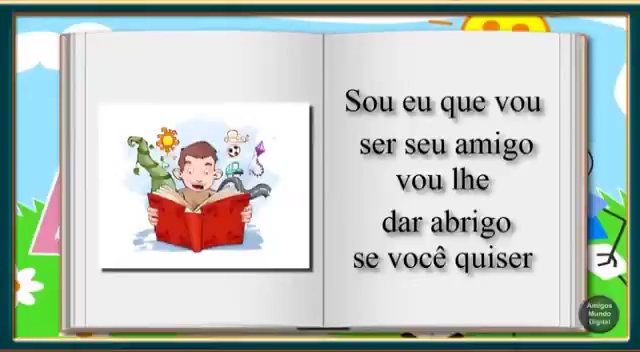 Sou eu que vou
ser seu amigo
vou lhe
dar abrigo
se você quiser
Amigos
Mundo
Digital